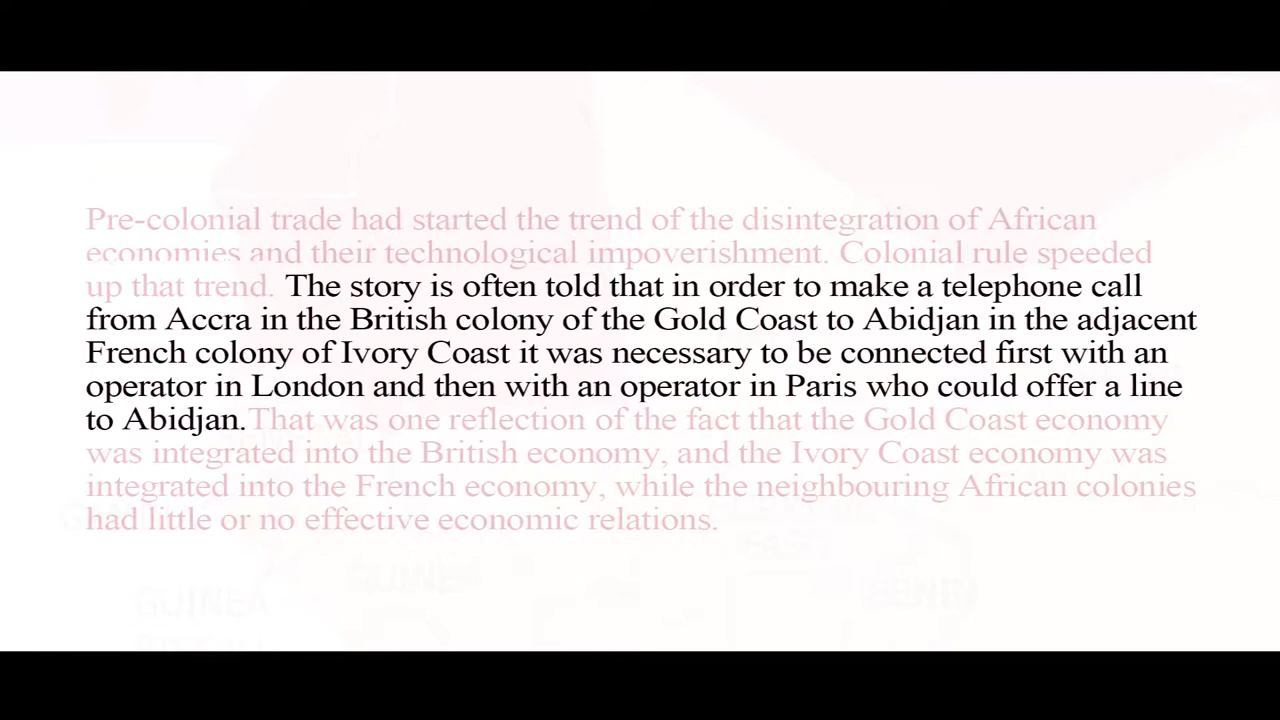 Pre-colonial trade had started the trend of the disintegration of African
economies and their technological impoverishment. Colonial rule speeded
up that trend. The story is often told that in order to make a telephone call
from Accra in the British colony of the Gold Coast to Abidjan in the adjacent
French colony of Ivory Coast it was necessary to be connected first with an
operator in London and then with an operator in Paris who could offer a line
to Abidjan. That was one reflection of the fact that the Gold Coast economy
was integrated into the British economy, and the Ivory Coast economy was
integrated into the French economy, while the neighbouring African colonies
had little or no effective economic relations.
GUINEA
GUINEA